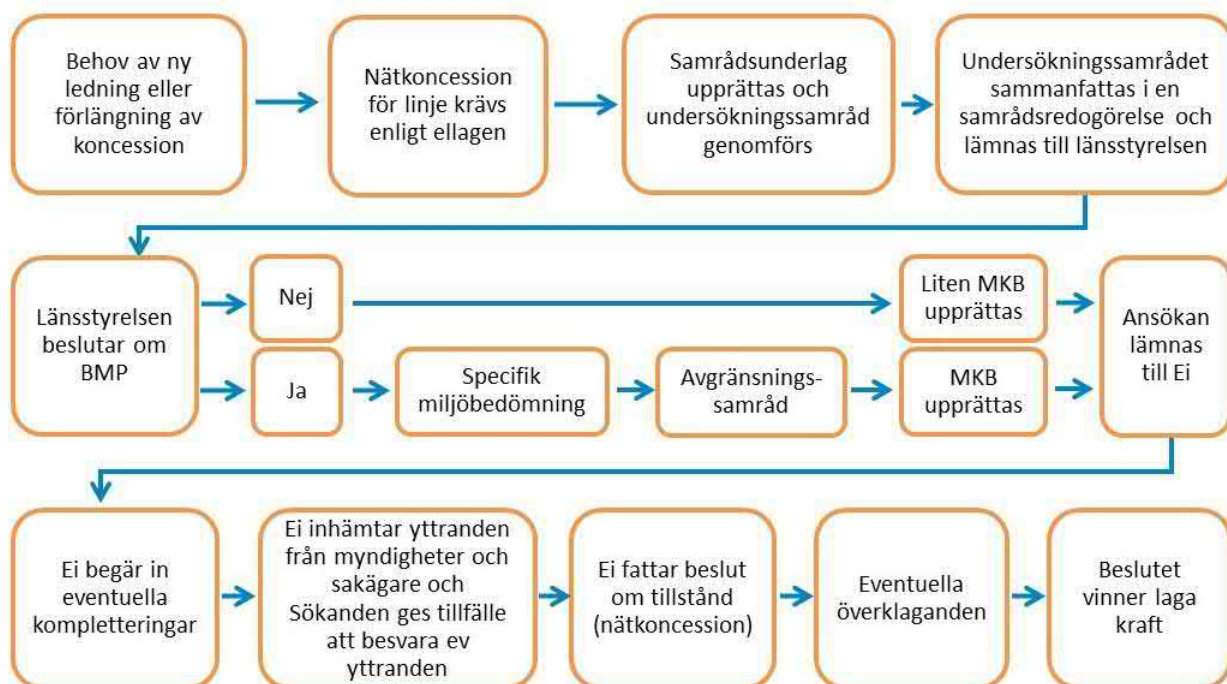 Behov av ny
ledning eller
förlängning av
koncession
Nätkoncession
för linje krävs
enligt ellagen
Samrådsunderlag
upprättas och
undersökningssamråd
genomförs
Undersökningssamrådet
sammanfattas i en
samrådsredogörelse och
lämnas till länsstyrelsen
Länsstyrelsen
beslutar om
BMP
Nej
Liten MKB
upprättas
Ja
Specifik
miljöbedömning
Avgränsnings-
samråd
MKB
upprättas
Ansökan
lämnas
till Ei
Ei begär in
eventuella
kompletteringar
Ei inhämtar yttranden
från myndigheter och
sakägare och
Sökanden ges tillfälle
att besvara ev
yttranden
Ei fattar beslut
om tillstånd
(nätkoncession)
Eventuella
överklaganden
Beslutet
vinner laga
kraft